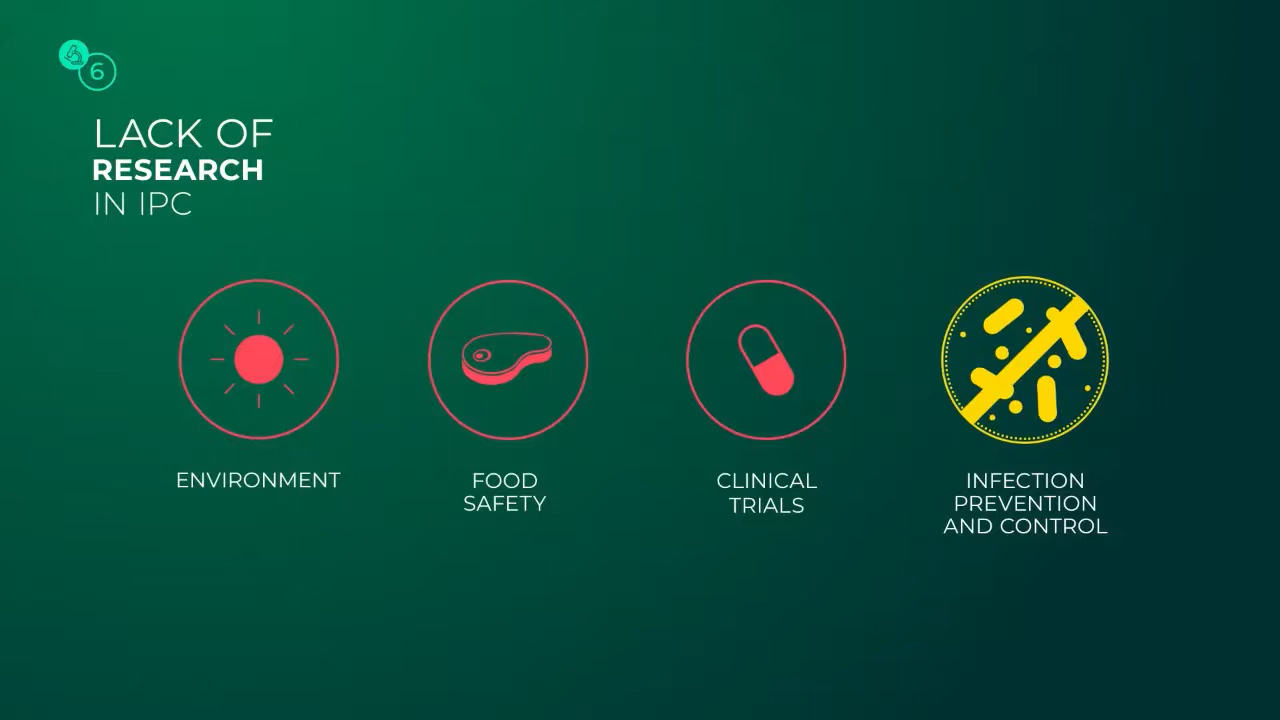 6
LACK OF
RESEARCH
IN IPC
ENVIRONMENT
FOOD
SAFETY
CLINICAL
TRIALS
INFECTION
PREVENTION
AND CONTROL